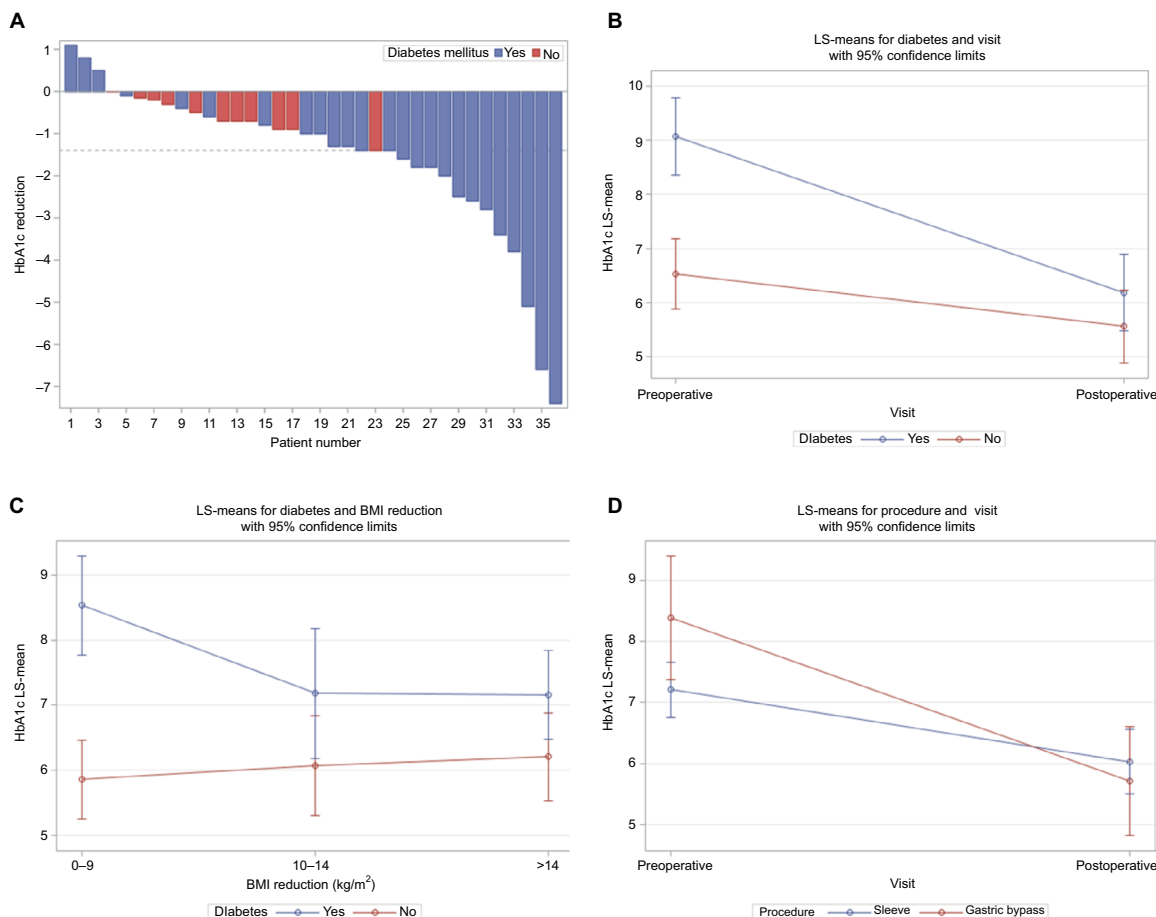 A
Diabetes mellitus Yes No
1
0
–1
–2
–3
–4
–5
–6
–7
HbA1c reduction
1 3 5 7 9 11 13 15 17 19 21 23 25 27 29 31 33 35
Patient number
B
LS-means for diabetes and visit
with 95% confidence limits
10
9
8
7
6
5
HbA1c LS-mean
Preoperative Postoperative
Visit
DIabetes Yes No
C
LS-means for diabetes and BMI reduction
with 95% confidence limits
9
8
7
6
5
HbA1c LS-mean
0–9 10–14 >14
BMI reduction (kg/m²)
DIabetes Yes No
D
LS-means for procedure and visit
with 95% confidence limits
9
8
7
6
5
HbA1c LS-mean
Preoperative Postoperative
Visit
Procedure Sleeve Gastric bypass